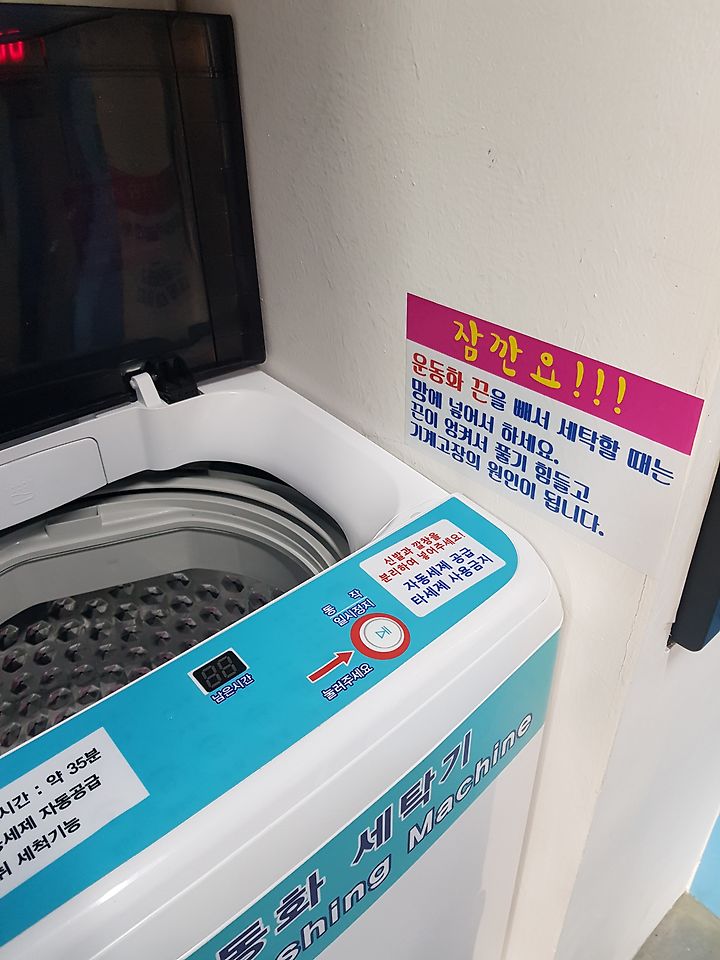 잠깐요!!!
운동화 끈을 빼서 세탁할 때는
망에 넣어서 하세요.
끈이 엉켜서 풀기 힘들고
기계고장의 원인이 됩니다.
신발과 깔창을
분리하여 넣어주세요!
자동세제 공급
타세제 사용금지
동 작
일시정지
눌러주세요
88
남은시간
시간 : 약 35분
세제 자동공급
세척기능
동화 세탁기
shing Machine